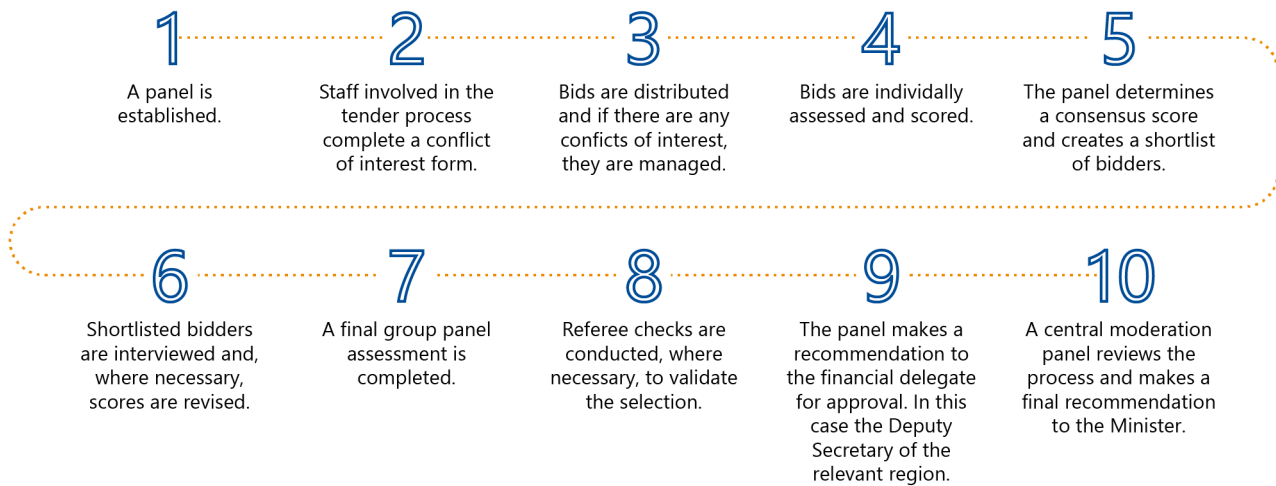 1
A panel is
established.
2
Staff involved in the
tender process
complete a conflict
of interest form.
3
Bids are distributed
and if there are any
conficts of interest,
they are managed.
4
Bids are individally
assessed and scored.
5
The panel determines
a consensus score
and creates a shortlist
of bidders.
6
Shortlisted bidders
are interviewed and,
where necessary,
scores are revised.
7
A final group panel
assessment is
completed.
8
Referee checks are
conducted, where
necessary, to validate
the selection.
9
The panel makes a
recommendation to
the financial delegate
for approval. In this
case the Deputy
Secretary of the
relevant region.
10
A central moderation
panel reviews the
process and makes a
final recommendation
to the Minister.